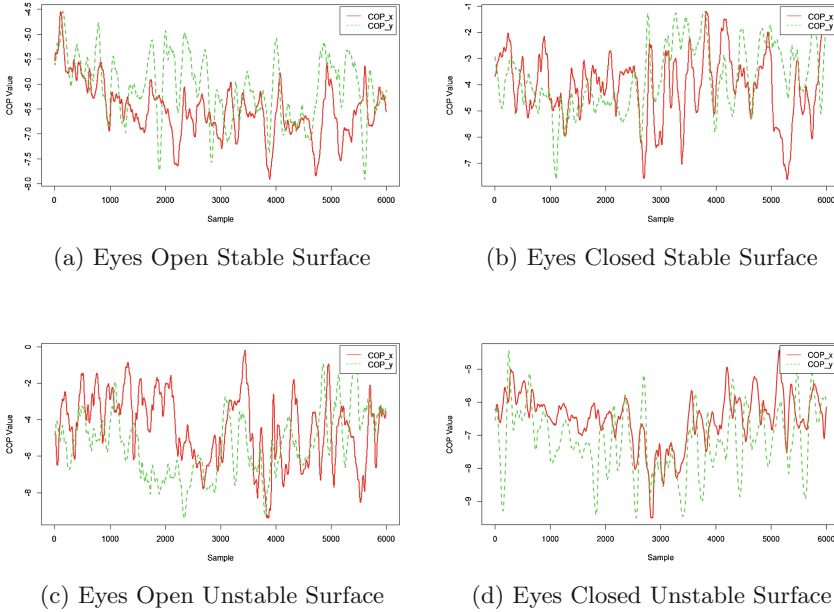 COP_x
COP_y
COP Value
-4.5
-5.0
-5.5
-6.0
-6.5
-7.0
-7.5
-8.0
0 1000 2000 3000 4000 5000 6000
Sample
(a) Eyes Open Stable Surface
COP_x
COP_y
COP Value
-1
-2
-3
-4
-5
-6
-7
0 1000 2000 3000 4000 5000 6000
Sample
(b) Eyes Closed Stable Surface
COP_x
COP_y
COP Value
0
-2
-4
-6
-8
0 1000 2000 3000 4000 5000 6000
Sample
(c) Eyes Open Unstable Surface
COP_x
COP_y
COP Value
-5
-6
-7
-8
-9
0 1000 2000 3000 4000 5000 6000
Sample
(d) Eyes Closed Unstable Surface